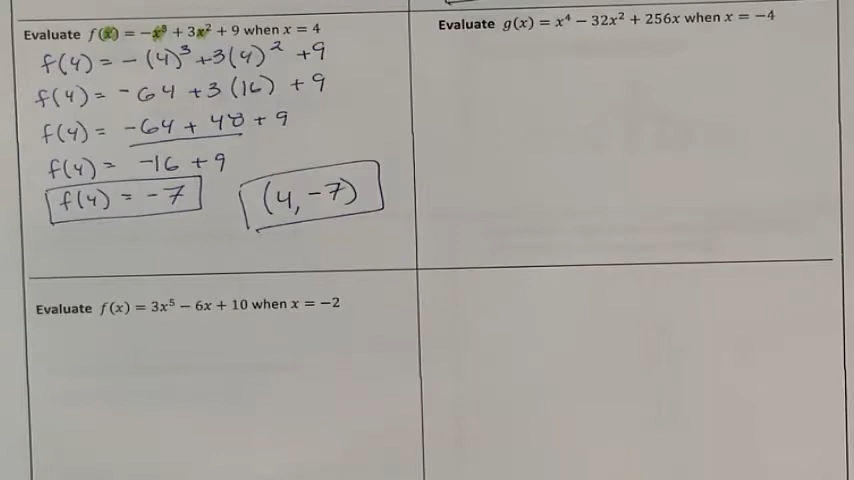 Evaluate f(x) = −x³ + 3x² + 9 when x = 4
f(4) = -(4)³ +3(4)² +9
f(4) = -64 +3(16) +9
f(4) = -64 + 48 + 9
f(4) = -16 +9
f(4) = -7
(4, -7)
Evaluate g(x) = x⁴ − 32x² + 256x when x = −4
Evaluate f(x) = 3x⁵ − 6x + 10 when x = −2